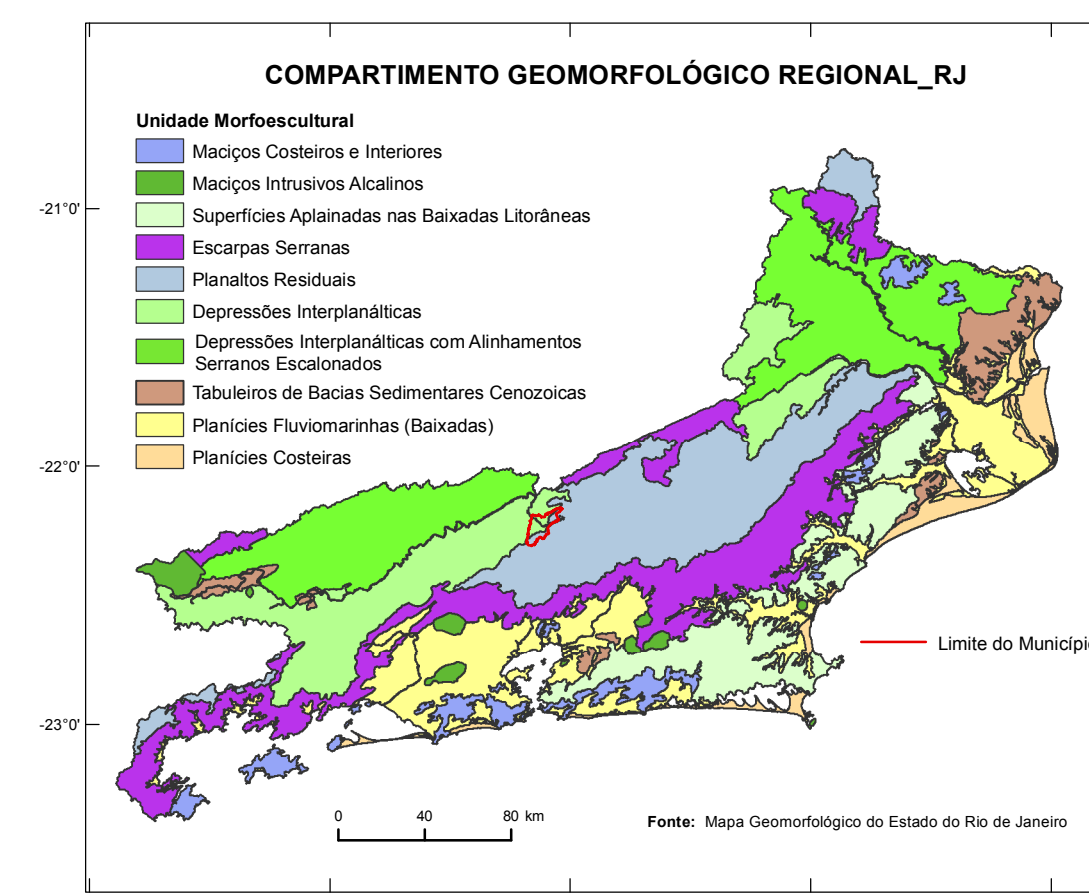 COMPARTIMENTO GEOMORFOLÓGICO REGIONAL_RJ
Unidade Morfoescultural
Maciços Costeiros e Interiores
Maciços Intrusivos Alcalinos
Superfícies Aplainadas nas Baixadas Litorâneas
Escarpas Serranas
Planaltos Residuais
Depressões Interplanálticas
Depressões Interplanálticas com Alinhamentos
Serranos Escalonados
Tabuleiros de Bacias Sedimentares Cenozoicas
Planícies Fluviomarinhas (Baixadas)
Planícies Costeiras
-21°0'
-22°0'
-23°0'
Limite do Municípi
0 40 80 km
Fonte: Mapa Geomorfológico do Estado do Rio de Janeiro